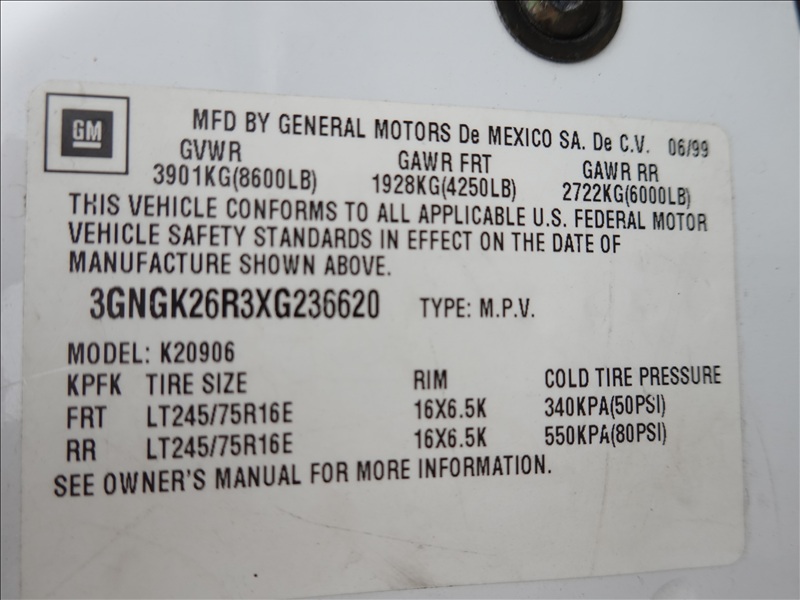 GM
MFD BY GENERAL MOTORS De MEXICO SA. De C.V. 06/99
GVWR GAWR FRT GAWR RR
3901KG(8600LB) 1928KG(4250LB) 2722KG(6000LB)
THIS VEHICLE CONFORMS TO ALL APPLICABLE U.S. FEDERAL MOTOR
VEHICLE SAFETY STANDARDS IN EFFECT ON THE DATE OF
MANUFACTURE SHOWN ABOVE.
3GNGK26R3XG236620 TYPE: M.P.V.
MODEL: K20906
KPFK TIRE SIZE RIM COLD TIRE PRESSURE
FRT LT245/75R16E 16X6.5K 340KPA(50PSI)
RR LT245/75R16E 16X6.5K 550KPA(80PSI)
SEE OWNER'S MANUAL FOR MORE INFORMATION.